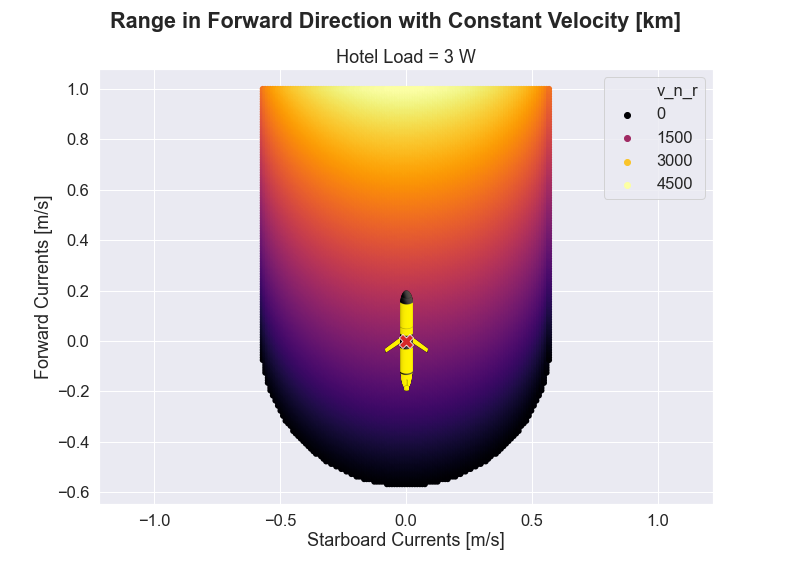 Range in Forward Direction with Constant Velocity [km]
Hotel Load = 3 W
v_n_r
0
1500
3000
4500
1.0
0.8
0.6
0.4
0.2
0.0
−0.2
−0.4
−0.6
Forward Currents [m/s]
−1.0 −0.5 0.0 0.5 1.0
Starboard Currents [m/s]